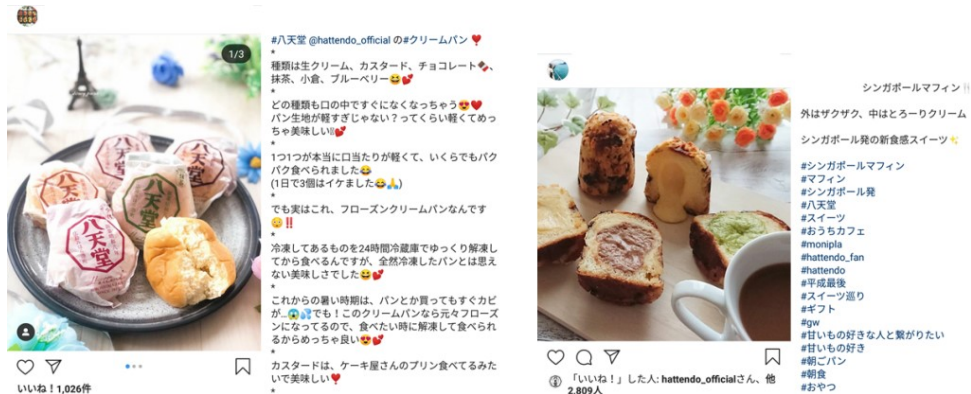 1/3
八天堂
八天堂
八天堂
八天堂
八天堂
いいね！1,026件
#八天堂 @hattendo_official の#クリームパン❣️
*
種類は生クリーム、カスタード、チョコレート🍫、
抹茶、小倉、ブルーベリー😆💕
*
どの種類も口の中ですぐになくなっちゃう😍❤️
パン生地が軽すぎじゃない？ってくらい軽くてめっ
ちゃ美味しい💕
*
1つ1つが本当に口当たりが軽くて、いくらでもパク
パク食べられました😂
(1日で3個はイケました😂🙏)
*
でも実はこれ、フローズンクリームパンなんです
😳‼️
*
冷凍してあるものを24時間冷蔵庫でゆっくり解凍し
てから食べるんですが、全然冷凍したパンとは思え
ない美味しさでした😆💕
*
これからの暑い時期は、パンとか買ってもすぐカビ
が…😱💦でも！このクリームパンなら元々フローズ
ンになってるので、食べたい時に解凍して食べられ
るからめっちゃ良い😍💕
*
カスタードは、ケーキ屋さんのプリン食べてるみた
いで美味しい❣️
*
「いいね！」した人: hattendo_officialさん、他
2,809人
シンガポールマフィン🍴
外はザクザク、中はとろーりクリーム
シンガポール発の新食感スイーツ✨
#シンガポールマフィン
#マフィン
#シンガポール発
#八天堂
#スイーツ
#おうちカフェ
#monipla
#hattendo_fan
#hattendo
#平成最後
#スイーツ巡り
#ギフト
#gw
#甘いもの好きな人と繋がりたい
#甘いもの好き
#朝ごパン
#朝食
#おやつ